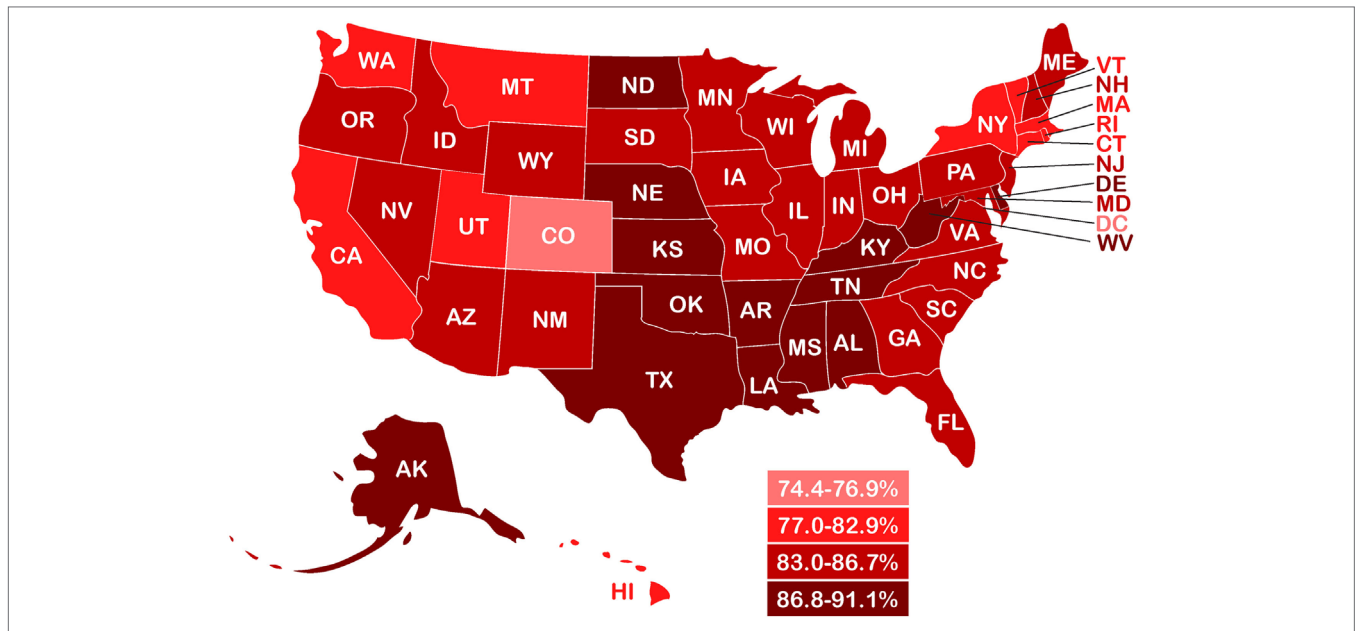 WA
MT
ND
MN
ME
VT
NH
MA
RI
CT
NJ
DE
MD
DC
WV
OR
ID
WY
SD
WI
MI
NY
NV
UT
CO
NE
IA
IL
IN
OH
PA
CA
KS
MO
KY
VA
AZ
NM
OK
AR
TN
NC
SC
TX
LA
MS
AL
GA
FL
AK
HI
74.4-76.9%
77.0-82.9%
83.0-86.7%
86.8-91.1%